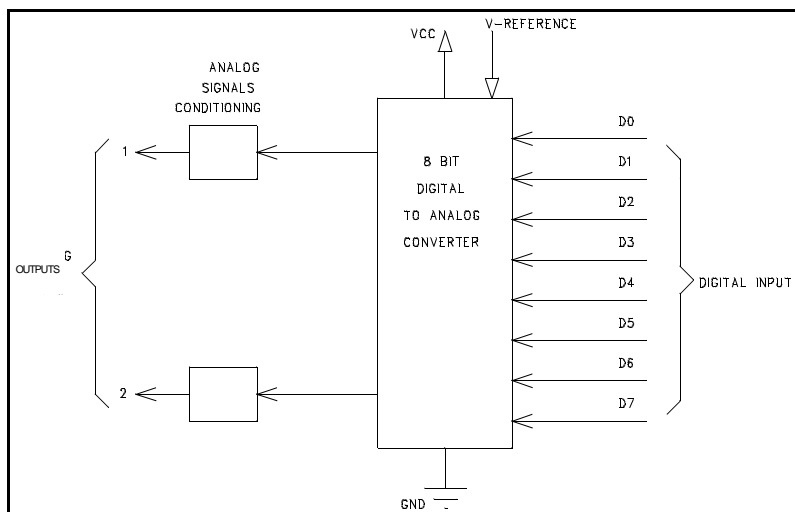 V-REFERENCE
VCC
ANALOG
SIGNALS
CONDITIONING
1
8 BIT
DIGITAL
TO ANALOG
CONVERTER
D0
D1
D2
D3
D4
D5
D6
D7
DIGITAL INPUT
G
OUTPUTS
2
GND